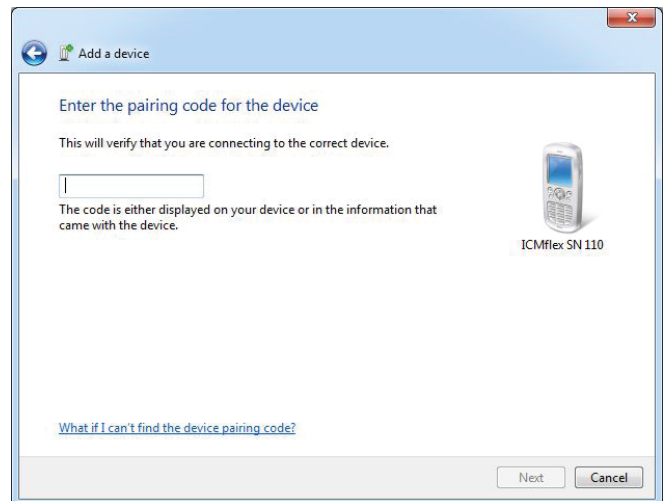 Add a device
Enter the pairing code for the device
This will verify that you are connecting to the correct device.
The code is either displayed on your device or in the information that
came with the device.
ICMflex SN 110
What if I can't find the device pairing code?
Next
Cancel